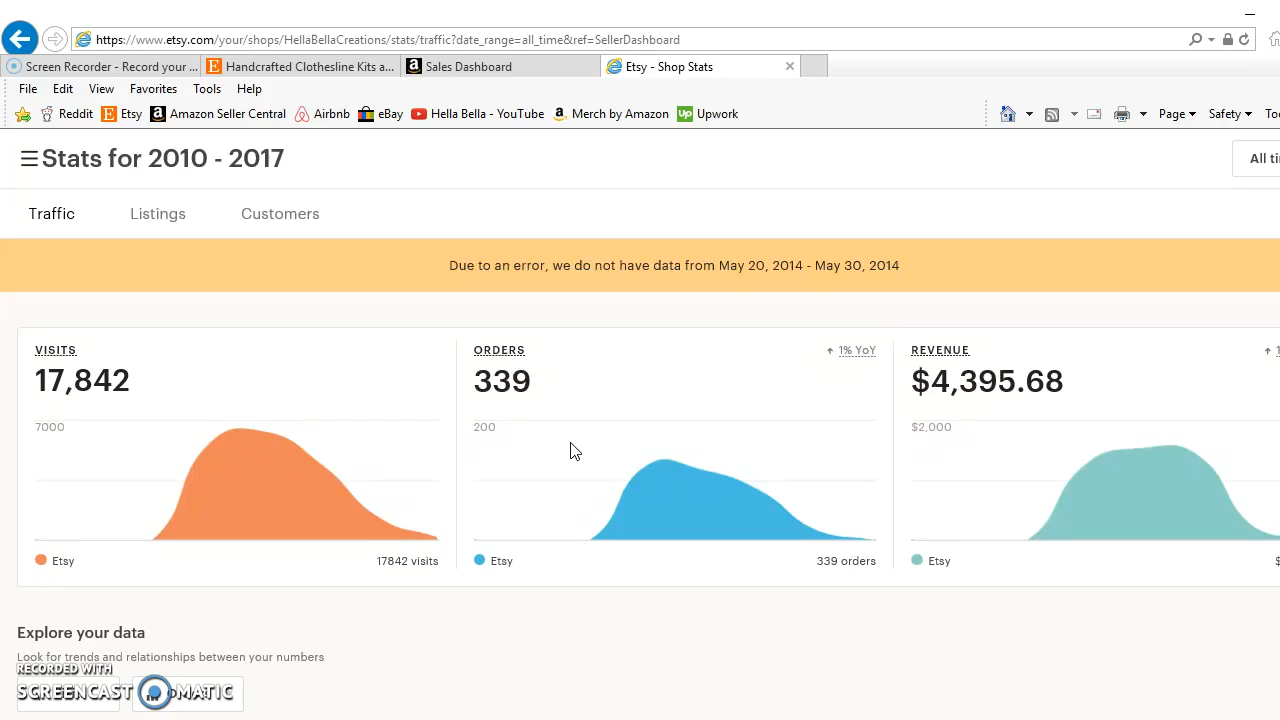 https://www.etsy.com/your/shops/HellaBellaCreations/stats/traffic?date_range=all_time&ref=SellerDashboard
Screen Recorder - Record your ... Handcrafted Clothesline Kits a... Sales Dashboard Etsy - Shop Stats
File Edit View Favorites Tools Help
Reddit Etsy Amazon Seller Central Airbnb eBay Hella Bella - YouTube Merch by Amazon Up Upwork Page Safety
Stats for 2010 - 2017
All
Traffic Listings Customers
Due to an error, we do not have data from May 20, 2014 - May 30, 2014
VISITS ORDERS 1% YoY REVENUE
17,842 339 $4,395.68
7000 200 $2,000
Etsy 17842 visits Etsy 339 orders Etsy
Explore your data
Look for trends and relationships between your numbers
RECORDED WITH
SCREENCAST MATIC